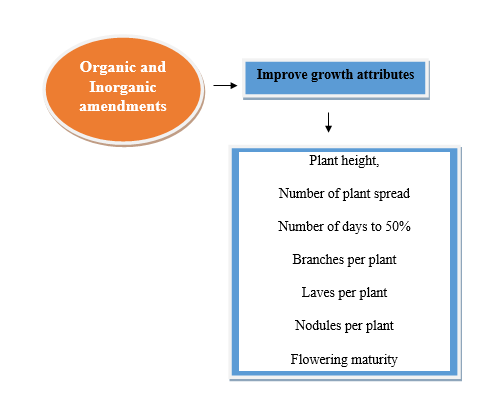 Organic and
Inorganic
amendments
Improve growth attributes
Plant height,
Number of plant spread
Number of days to 50%
Branches per plant
Laves per plant
Nodules per plant
Flowering maturity